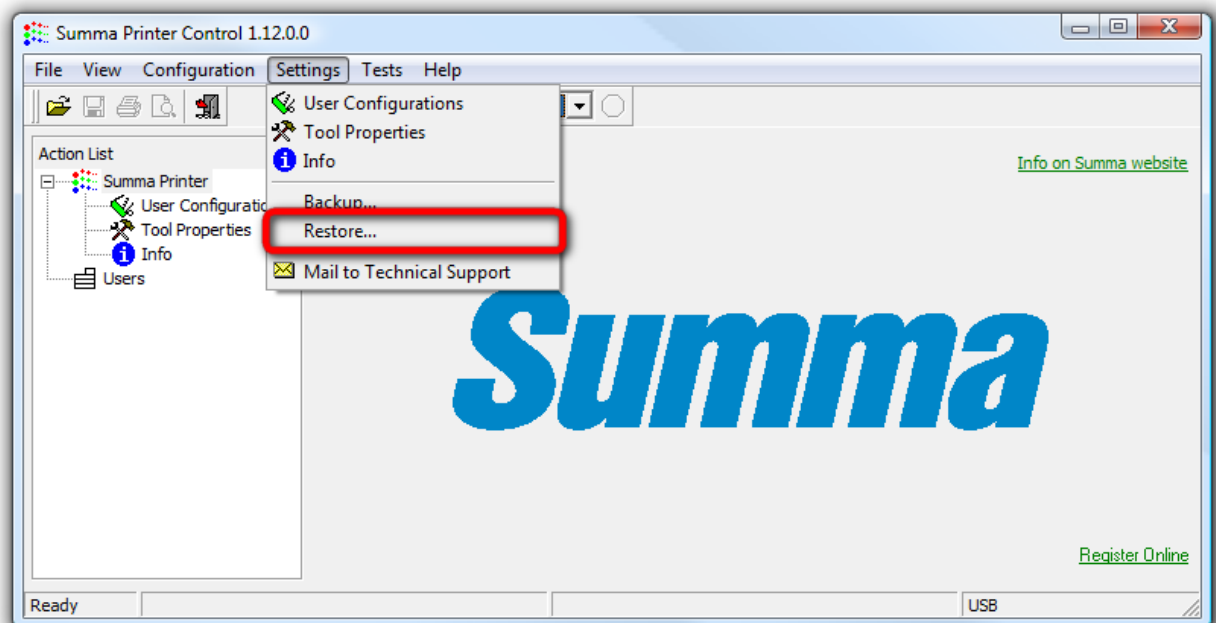 Summa Printer Control 1.12.0.0
File View Configuration Settings Tests Help
User Configurations
Tool Properties
Info
Backup...
Restore...
Mail to Technical Support
Action List
Summa Printer
User Configuratio
Tool Properties
Info
Users
Info on Summa website
Summa
Register Online
Ready
USB